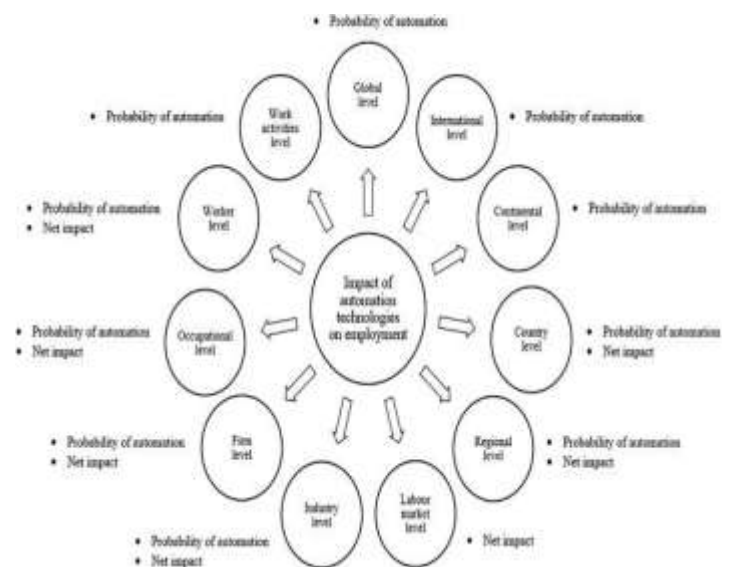 • Probability of automation
Global
level
International
level
• Probability of automation
Continental
level
• Probability of automation
Country
level
• Probability of automation
• Net impact
Regional
level
• Probability of automation
• Net impact
Labour
market
level
• Net impact
Industry
level
• Probability of automation
• Net impact
Firm
level
• Probability of automation
• Net impact
Occupational
level
• Probability of automation
• Net impact
Worker
level
• Probability of automation
• Net impact
Work
activities
level
• Probability of automation
Impact of
automation
technologies
on employment